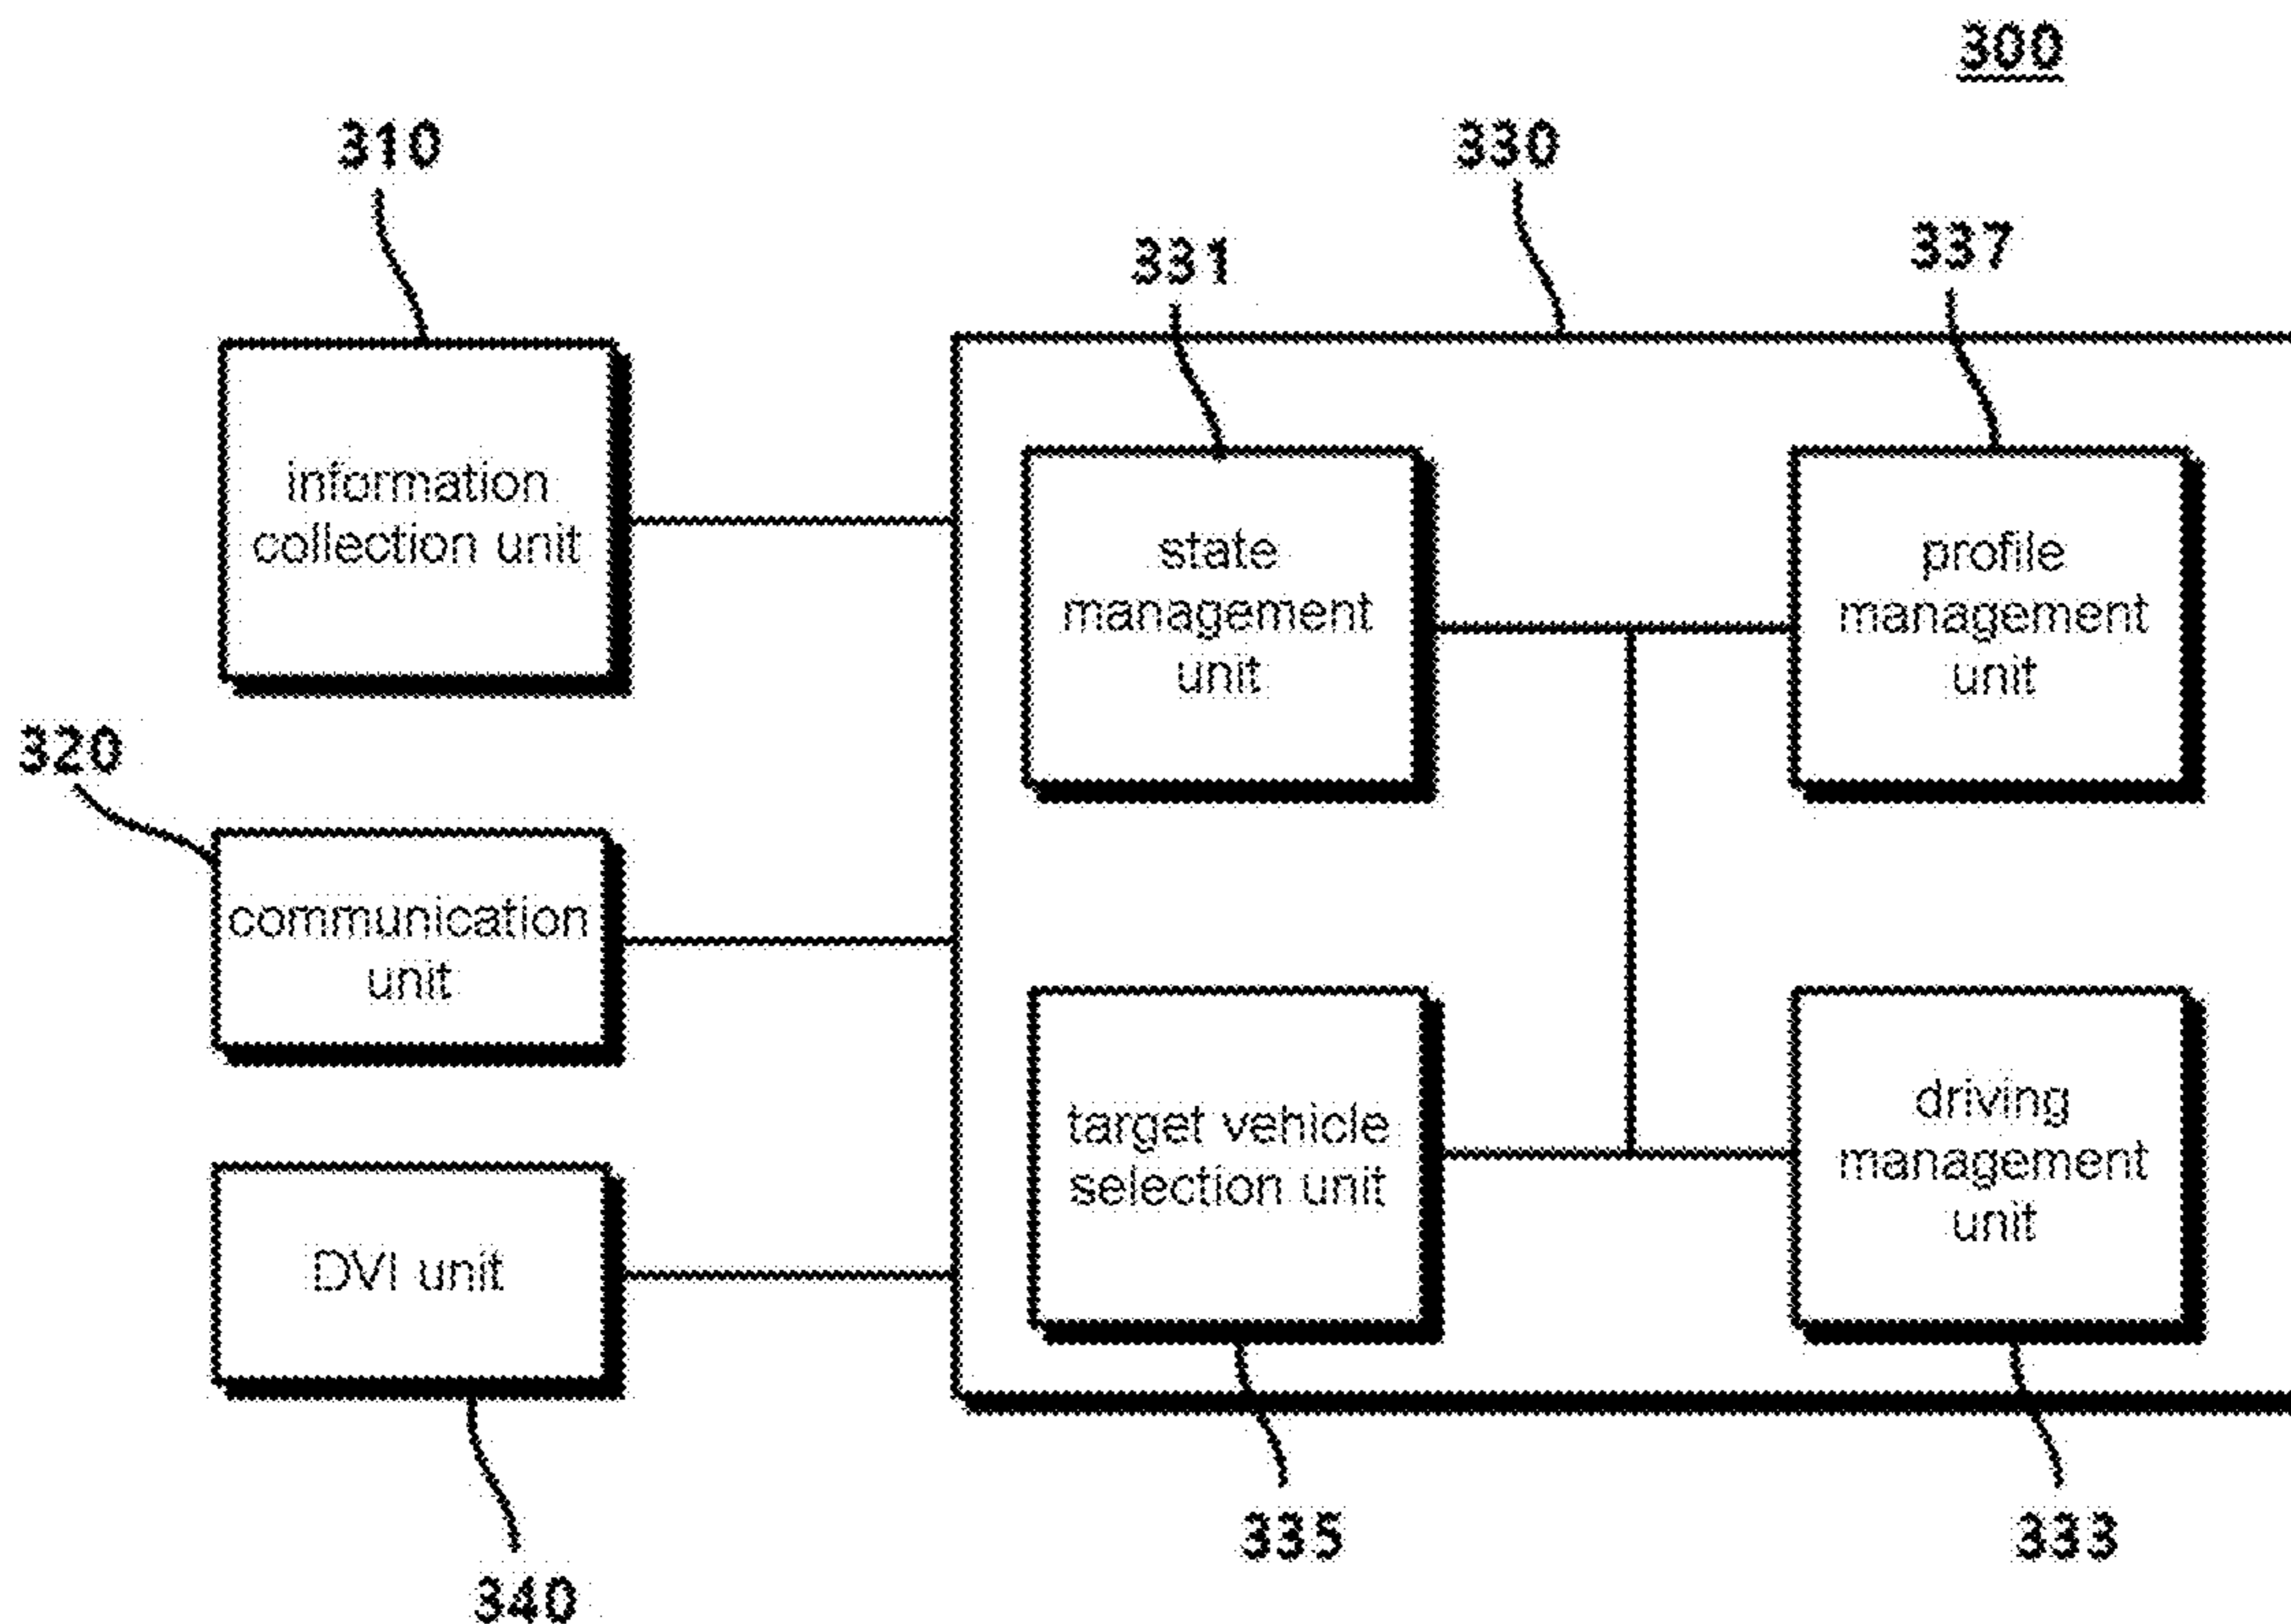 300
310
330
331
337
information
collection unit
state
management
unit
profile
management
unit
320
communication
unit
target vehicle
selection unit
driving
management
unit
DVI unit
335
333
340